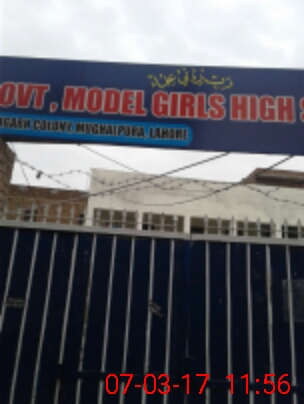 رب زدنی علما
OVT , MODEL GIRLS HIGH S
COLONY MUGHALPURA, LAHORE
07-03-17 11:56